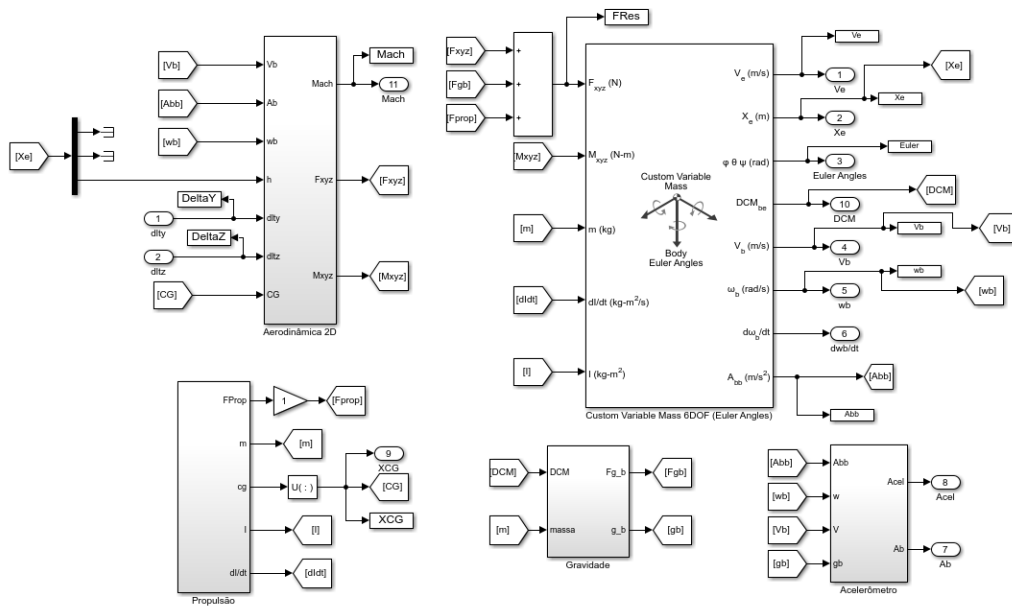 [Xe]
[Vb]
[Abb]
[wb]
1
dlty
2
dltz
[CG]
DeltaY
DeltaZ
Vb
Ab
wb
h
dlty
dltz
CG
Mach
Fxyz
Mxyz
Aerodinâmica 2D
Mach
11
Mach
[Fxyz]
[Mxyz]
FRes
[Fxyz]
[Fgb]
[Fprop]
+
+
+
[Mxyz]
[m]
[dIdt]
[I]
F_xyz (N)
M_xyz (N-m)
m (kg)
dI/dt (kg-m²/s)
I (kg-m²)
Custom Variable
Mass
Body
Euler Angles
V_e (m/s)
X_e (m)
φ θ ψ (rad)
DCM_be
V_b (m/s)
ω_b (rad/s)
dω_b/dt
A_bb (m/s²)
Custom Variable Mass 6DOF (Euler Angles)
Ve
1
Ve
[Xe]
Xe
2
Xe
Euler
3
Euler Angles
[DCM]
10
DCM
Vb
[Vb]
4
Vb
wb
[wb]
5
wb
6
dwb/dt
[Abb]
Abb
FProp
m
cg
I
dI/dt
Propulsão
1
[Fprop]
[m]
U( : )
9
XCG
[CG]
XCG
[I]
[dIdt]
[DCM]
[m]
DCM
massa
Fg_b
g_b
Gravidade
[Fgb]
[gb]
[Abb]
[wb]
[Vb]
[gb]
Abb
w
V
gb
Acel
Ab
Acelerômetro
8
Acel
7
Ab